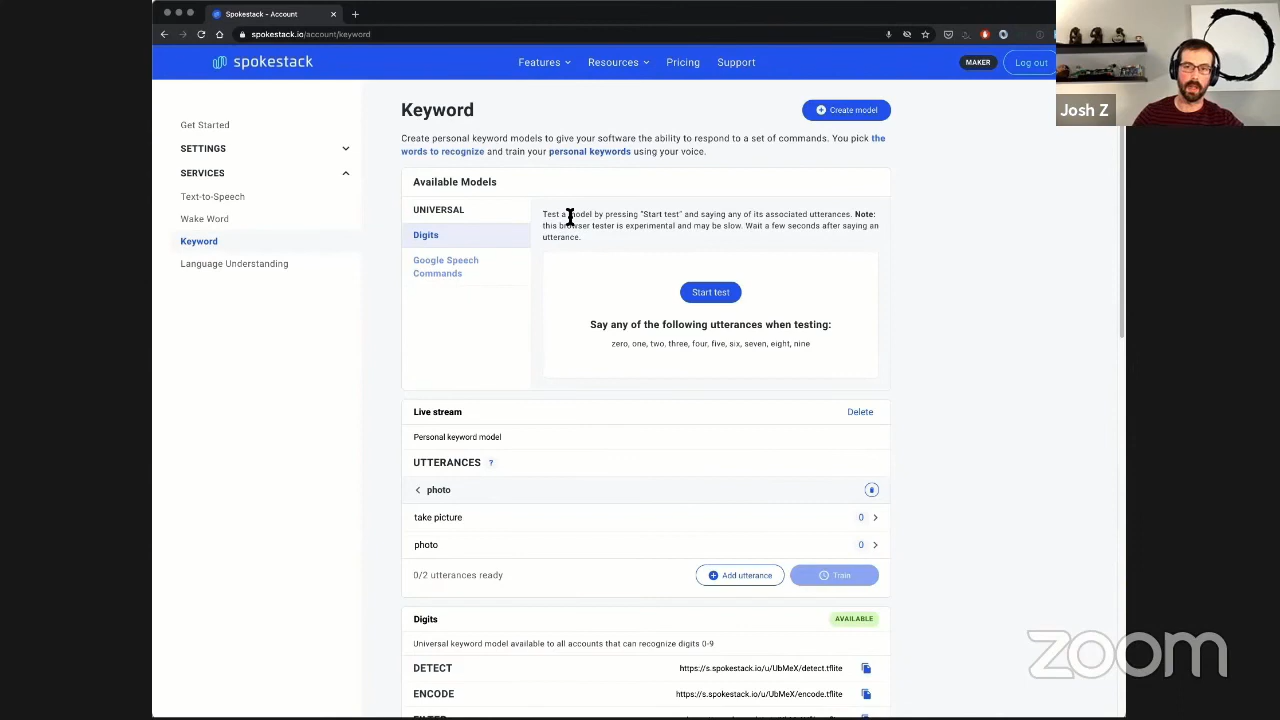 Spokestack - Account
spokestack.io/account/keyword
spokestack
Features
Resources
Pricing
Support
MAKER
Log out
Josh Z
Get Started
SETTINGS
SERVICES
Text-to-Speech
Wake Word
Keyword
Language Understanding
Keyword
Create model
Create personal keyword models to give your software the ability to respond to a set of commands. You pick the
words to recognize and train your personal keywords using your voice.
Available Models
UNIVERSAL
Digits
Google Speech
Commands
Test a model by pressing "Start test" and saying any of its associated utterances. Note:
this browser tester is experimental and may be slow. Wait a few seconds after saying an
utterance.
Start test
Say any of the following utterances when testing:
zero, one, two, three, four, five, six, seven, eight, nine
Live stream
Delete
Personal keyword model
UTTERANCES ?
photo
take picture 0
photo 0
0/2 utterances ready
Add utterance
Train
Digits
AVAILABLE
Universal keyword model available to all accounts that can recognize digits 0-9
DETECT https://s.spokestack.io/u/UbMeX/detect.tflite
ENCODE https://s.spokestack.io/u/UbMeX/encode.tflite
zoom